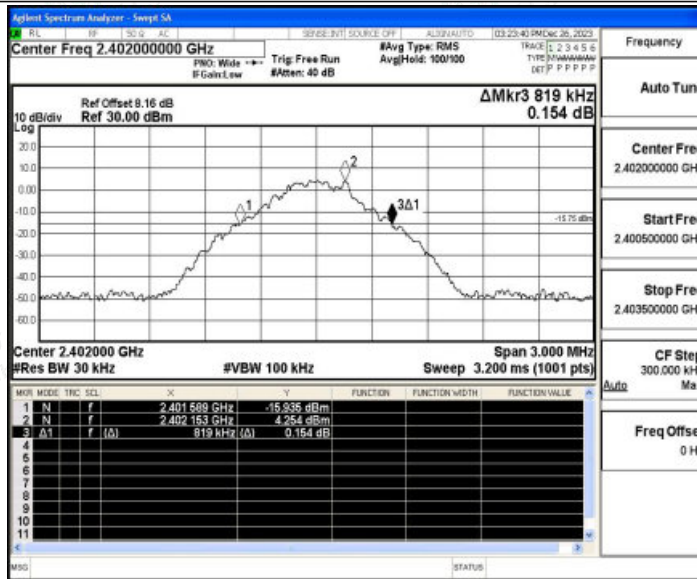 Agilent Spectrum Analyzer - Swept SA
RL RF 50 Ω AC SENSE:INT SOURCE OFF ALIGNAUTO 03:23:40 PM Dec 26, 2023
Center Freq 2.402000000 GHz
PNO: Wide
IFGain:Low
Trig: Free Run
#Atten: 40 dB
#Avg Type: RMS
Avg|Hold: 100/100
TRACE 1 2 3 4 5 6
TYPE MWWWWW
DET P P P P P P
Ref Offset 8.16 dB
Ref 30.00 dBm
10 dB/div
Log
ΔMkr3 819 kHz
0.154 dB
20.0
10.0
0.00
-10.0
-20.0
-30.0
-40.0
-50.0
-60.0
1
2
3Δ1
-15.75 dBm
Center 2.402000 GHz
#Res BW 30 kHz
#VBW 100 kHz
Span 3.000 MHz
Sweep 3.200 ms (1001 pts)
MKR MODE TRC SCL X Y FUNCTION FUNCTION WIDTH FUNCTION VALUE
1 N f 2.401 589 GHz -15.935 dBm
2 N f 2.402 153 GHz 4.254 dBm
3 Δ1 f (Δ) 819 kHz (Δ) 0.154 dB
4
5
6
7
8
9
10
11
MSG STATUS
Frequency
Auto Tun
Center Fre
2.402000000 GH
Start Fre
2.400500000 GH
Stop Fre
2.403500000 GH
CF Step
300.000 kH
Auto Ma
Freq Offse
0 H